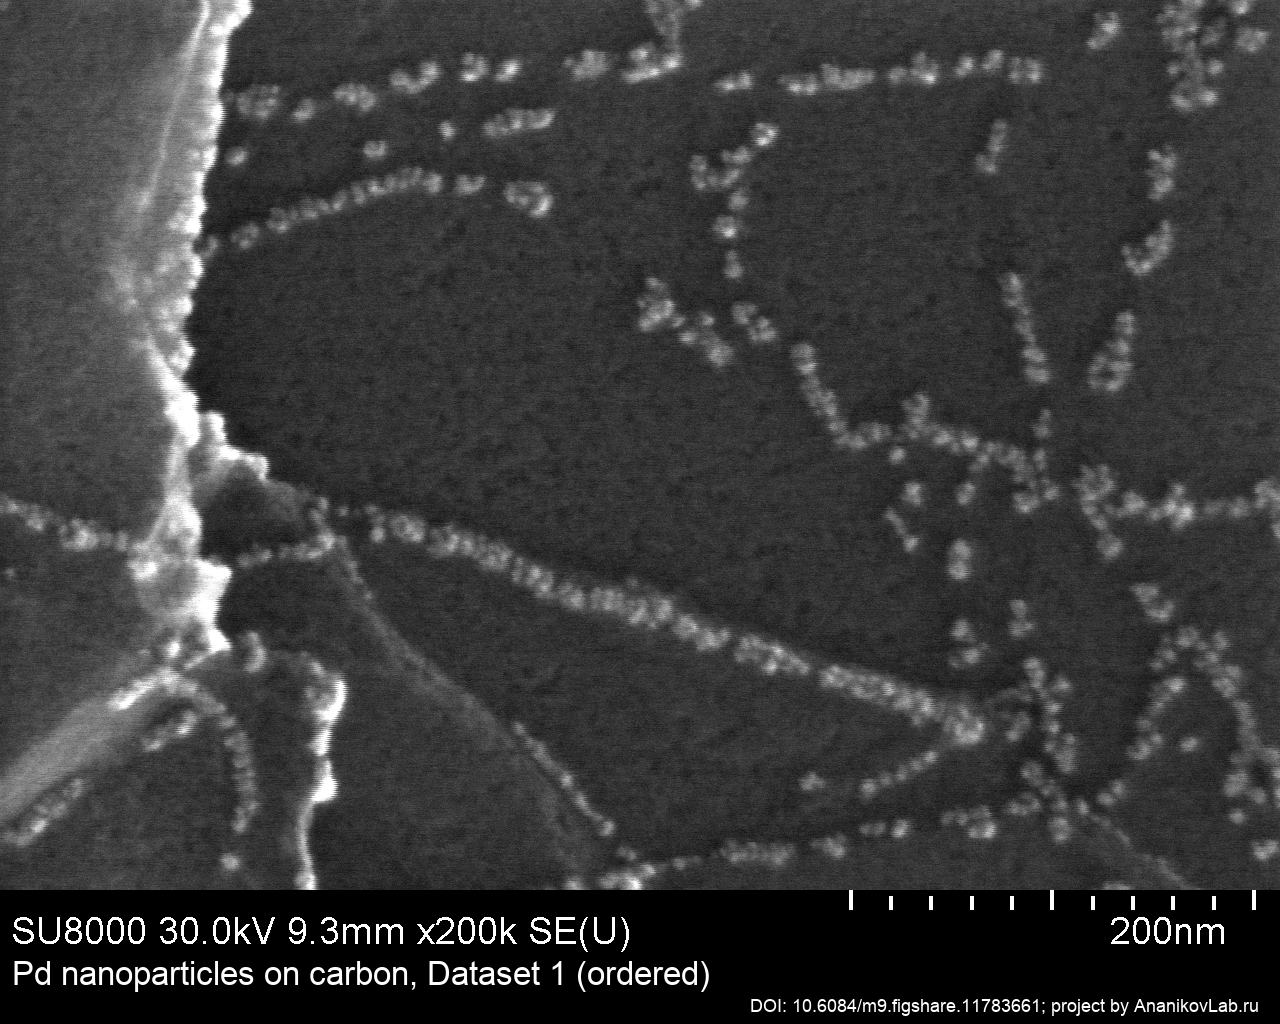 SU8000 30.0kV 9.3mm x200k SE(U)
200nm
Pd nanoparticles on carbon, Dataset 1 (ordered)
DOI: 10.6084/m9.figshare.11783661; project by AnanikovLab.ru